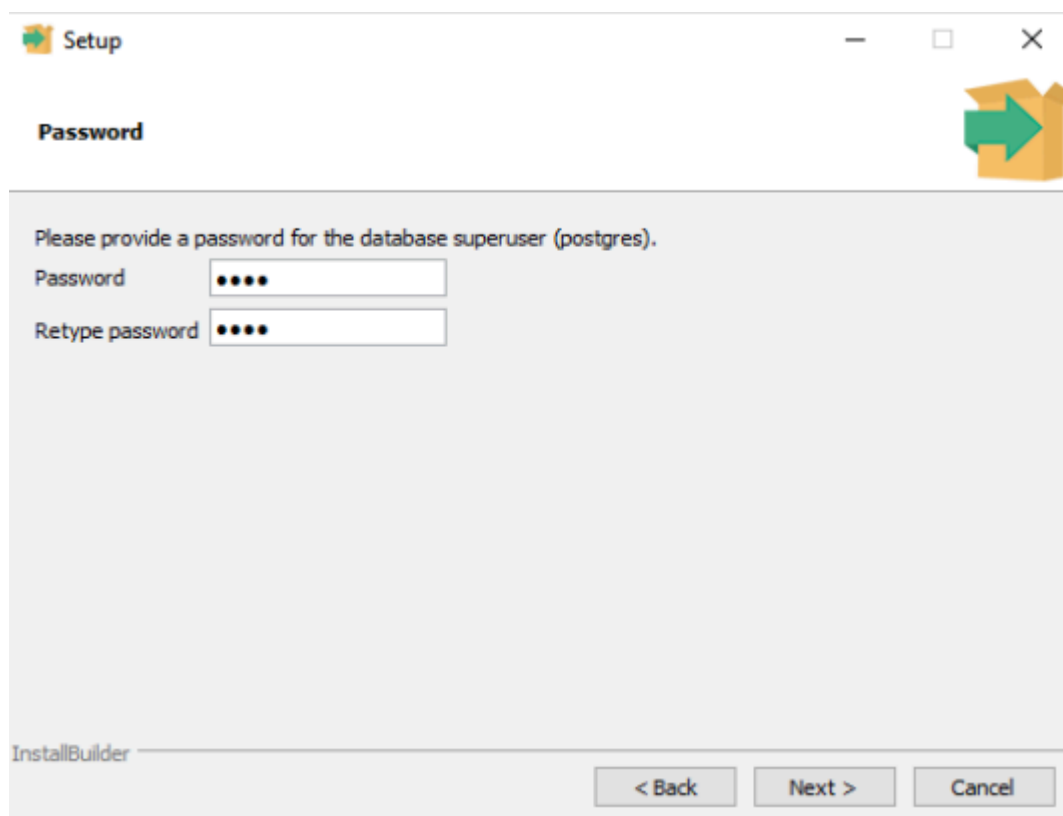 Setup
Password
Please provide a password for the database superuser (postgres).
Password ••••
Retype password ••••
InstallBuilder
< Back Next > Cancel